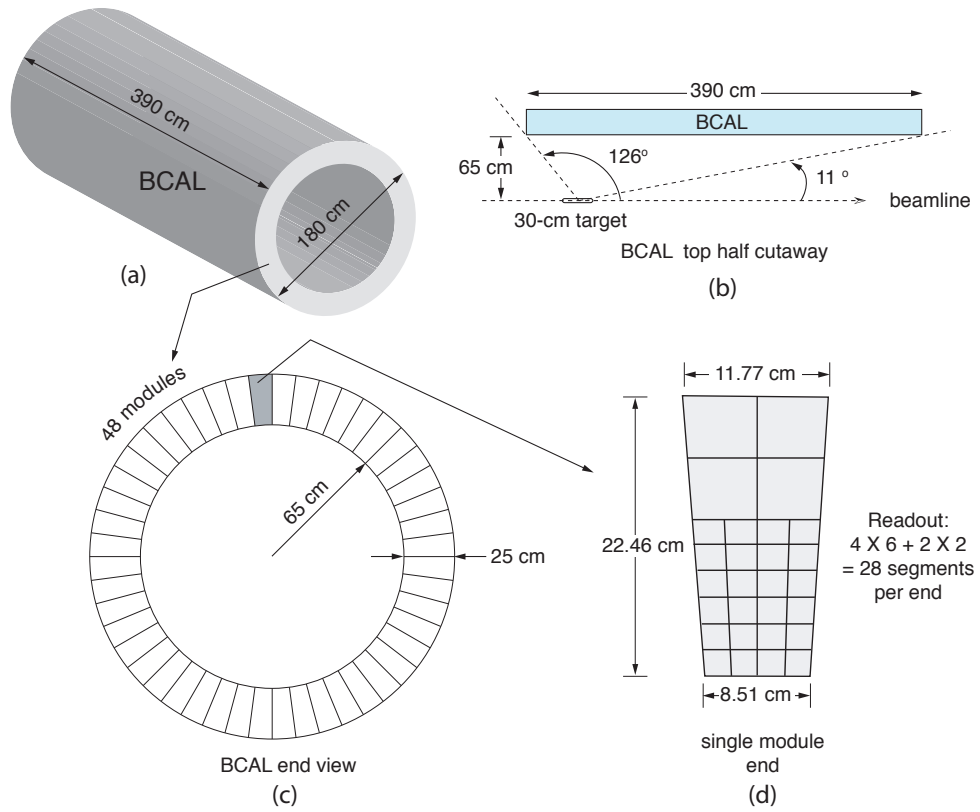 390 cm
BCAL
180 cm
(a)
390 cm
BCAL
65 cm
126o
11 o
30-cm target
beamline
BCAL top half cutaway
(b)
48 modules
65 cm
25 cm
BCAL end view
(c)
11.77 cm
22.46 cm
8.51 cm
Readout:
4 X 6 + 2 X 2
= 28 segments
per end
single module
end
(d)